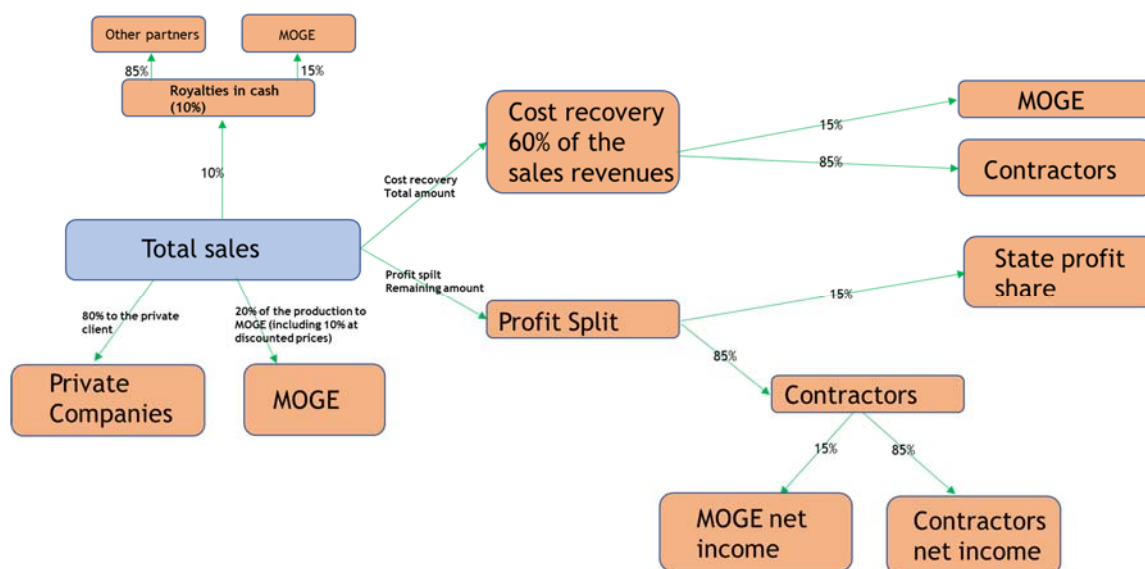 Other partners
MOGE
85%
15%
Royalties in cash
(10%)
10%
Cost recovery
Total amount
Cost recovery
60% of the
sales revenues
15%
85%
MOGE
Contractors
Total sales
Profit spilt
Remaining amount
80% to the private
client
20% of the production to
MOGE (including 10% at
discounted prices)
Private
Companies
MOGE
Profit Split
15%
State profit
share
85%
Contractors
15%
85%
MOGE net
income
Contractors
net income